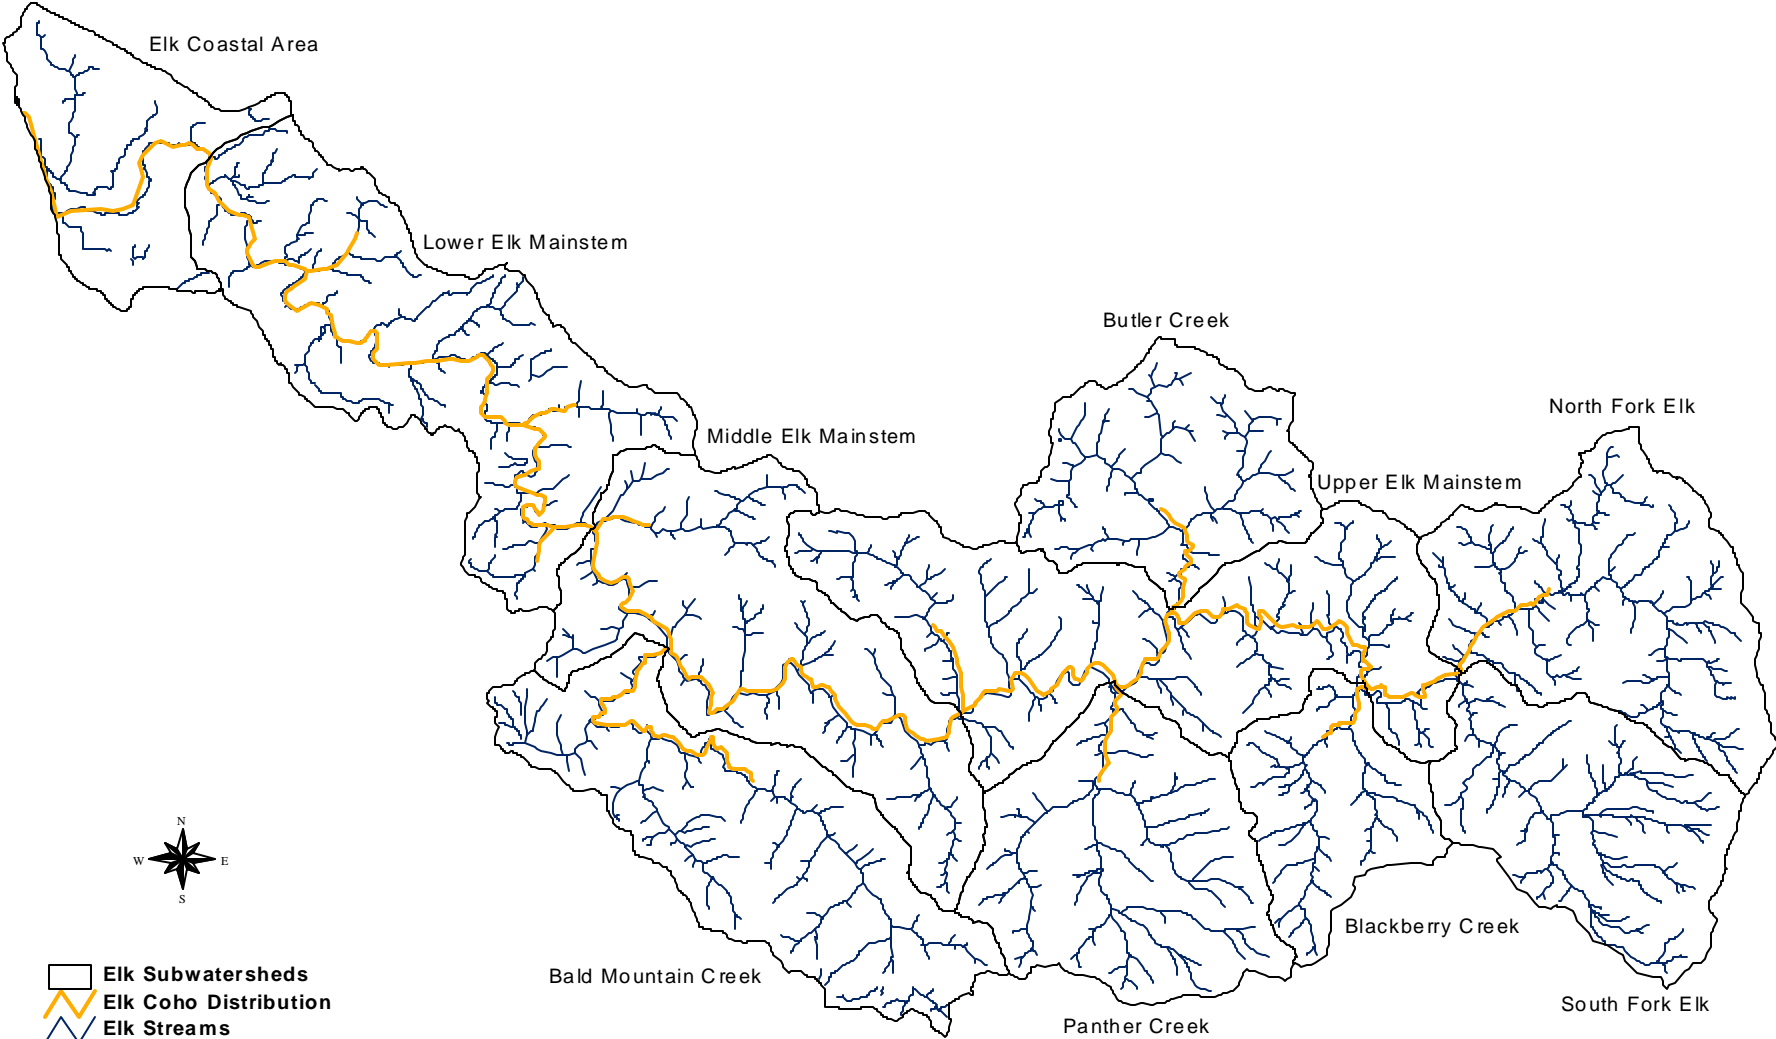 Elk Coastal Area
Lower Elk Mainstem
Butler Creek
North Fork Elk
Middle Elk Mainstem
Upper Elk Mainstem
N
W
E
S
Blackberry Creek
Bald Mountain Creek
South Fork Elk
Panther Creek
Elk Subwatersheds
Elk Coho Distribution
Elk Streams